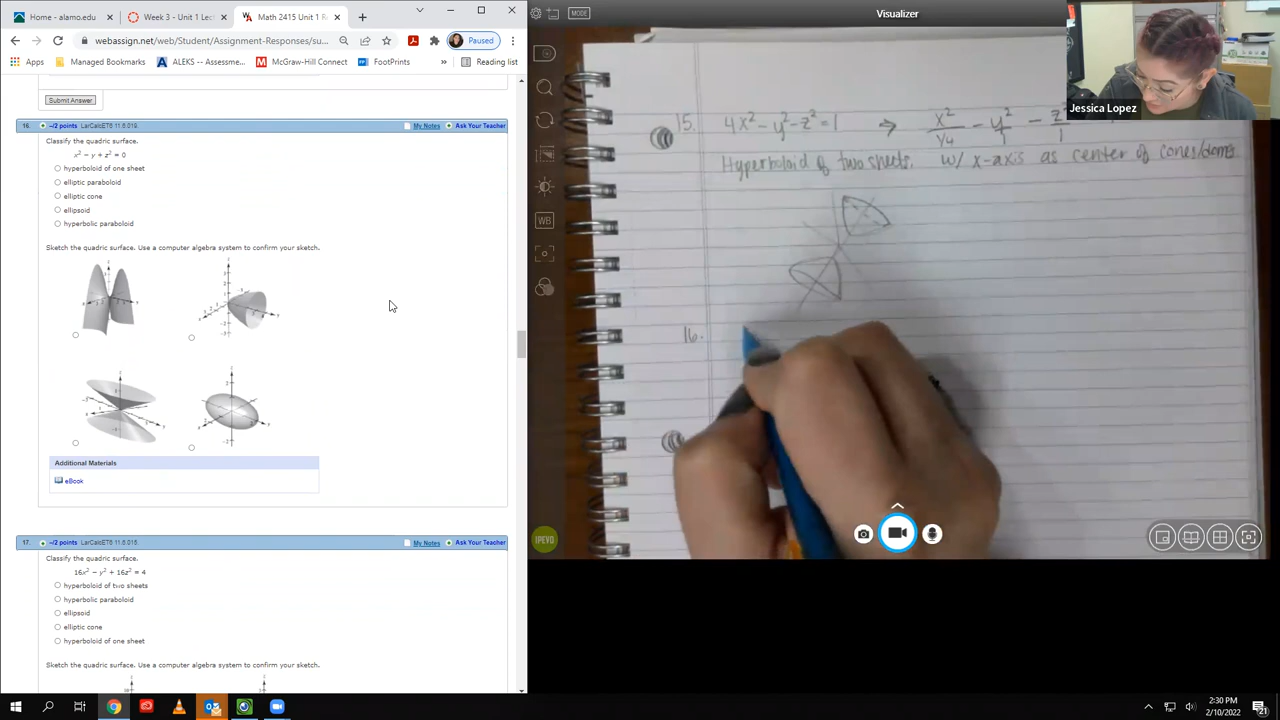 Home - alamo.edu
Week 3 - Unit 1 Lect
Math 2415 Unit 1 R
webassign.net/web/Student/Assignment-Responses/su...
Paused
Apps
Managed Bookmarks
ALEKS -- Assessme...
McGraw-Hill Connect
FootPrints
»
Reading list
Submit Answer
16. –/2 points LarCalcET6 11.6.019.
My Notes
Ask Your Teacher
Classify the quadric surface.
x² − y + z² = 0
hyperboloid of one sheet
elliptic paraboloid
elliptic cone
ellipsoid
hyperbolic paraboloid
Sketch the quadric surface. Use a computer algebra system to confirm your sketch.
Additional Materials
eBook
17. –/2 points LarCalcET6 11.6.015.
My Notes
Ask Your Teacher
Classify the quadric surface.
16x² − y² + 16z² = 4
hyperboloid of two sheets
hyperbolic paraboloid
ellipsoid
elliptic cone
hyperboloid of one sheet
Sketch the quadric surface. Use a computer algebra system to confirm your sketch.
MODE
Visualizer
WB
IPEVO
Jessica Lopez
15. 4x² − y² − z² = 1 ⇒ x²/¼ − y²/1 − z²/1
Hyperboloid of two sheets. w/ x-axis as center of cones/domes
16.
2:30 PM
2/10/2022
21